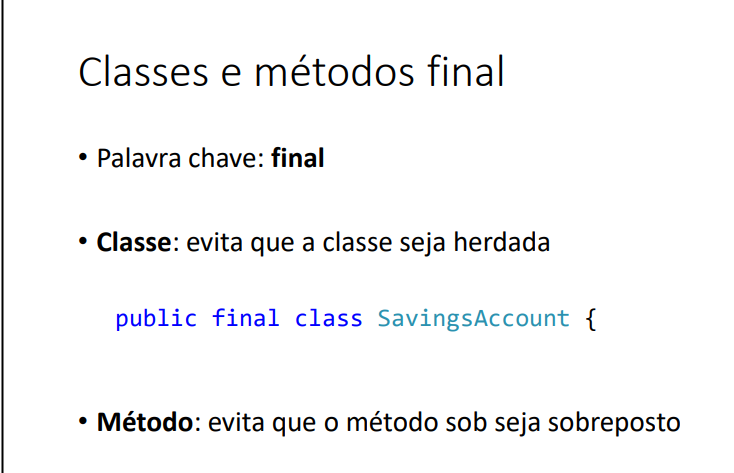 Classes e métodos final
• Palavra chave: final
• Classe: evita que a classe seja herdada
public final class SavingsAccount {
• Método: evita que o método sob seja sobreposto